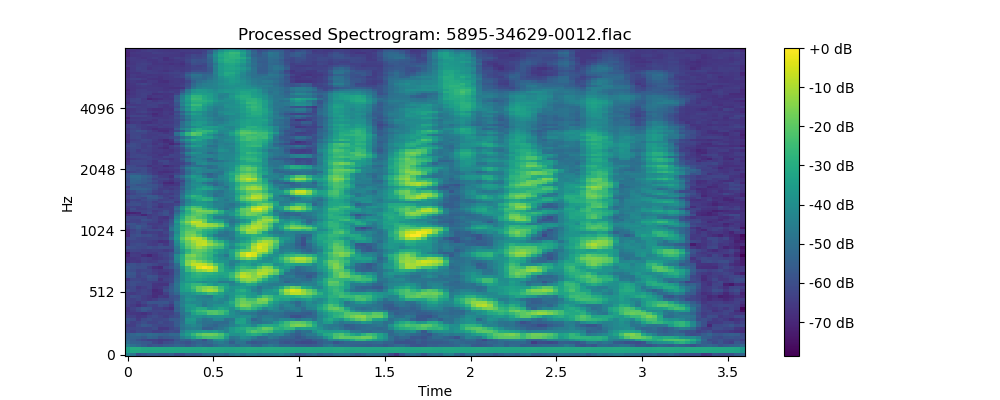 Processed Spectrogram: 5895-34629-0012.flac
Hz
4096
2048
1024
512
0
0 0.5 1 1.5 2 2.5 3 3.5
Time
+0 dB
-10 dB
-20 dB
-30 dB
-40 dB
-50 dB
-60 dB
-70 dB